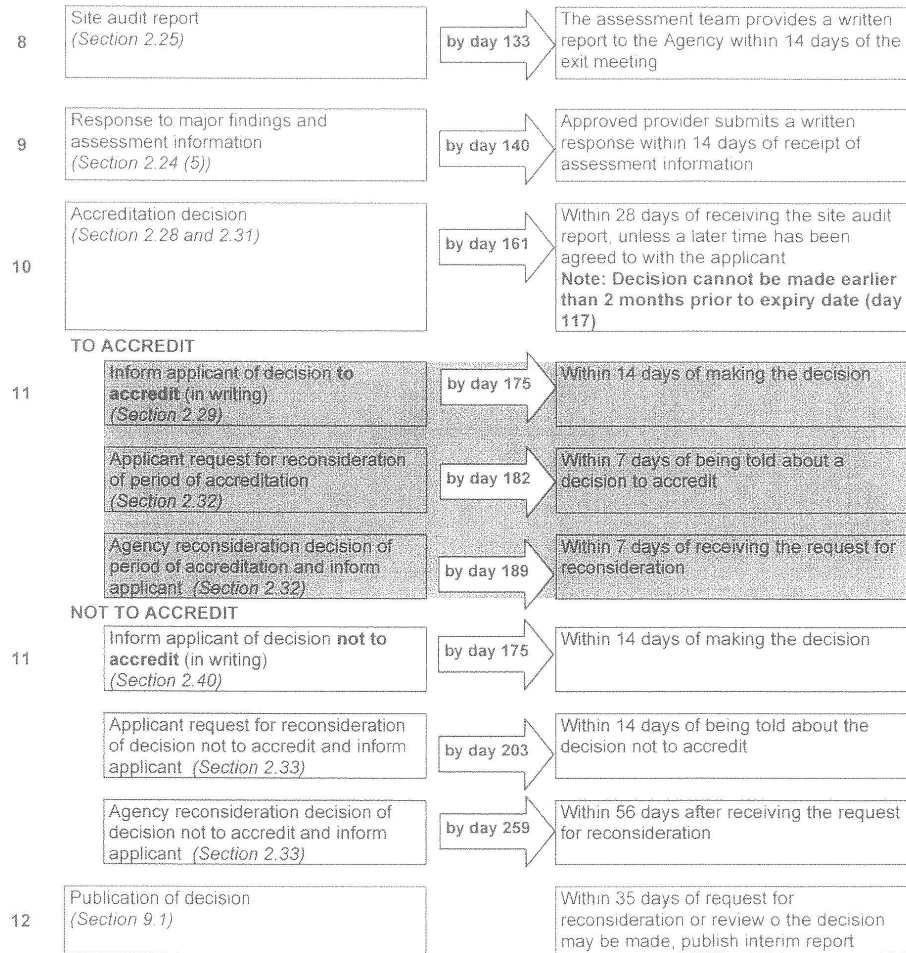 8
Site audit report
(Section 2.25)
by day 133
The assessment team provides a written
report to the Agency within 14 days of the
exit meeting
9
Response to major findings and
assessment information
(Section 2.24 (5))
by day 140
Approved provider submits a written
response within 14 days of receipt of
assessment information
10
Accreditation decision
(Section 2.28 and 2.31)
by day 161
Within 28 days of receiving the site audit
report, unless a later time has been
agreed to with the applicant
Note: Decision cannot be made earlier
than 2 months prior to expiry date (day
117)
TO ACCREDIT
11
Inform applicant of decision to
accredit (in writing)
(Section 2.29)
by day 175
Within 14 days of making the decision
Applicant request for reconsideration
of period of accreditation
(Section 2.32)
by day 182
Within 7 days of being told about a
decision to accredit
Agency reconsideration decision of
period of accreditation and inform
applicant (Section 2.32)
by day 189
Within 7 days of receiving the request for
reconsideration
NOT TO ACCREDIT
11
Inform applicant of decision not to
accredit (in writing)
(Section 2.40)
by day 175
Within 14 days of making the decision
Applicant request for reconsideration
of decision not to accredit and inform
applicant (Section 2.33)
by day 203
Within 14 days of being told about the
decision not to accredit
Agency reconsideration decision of
decision not to accredit and inform
applicant (Section 2.33)
by day 259
Within 56 days after receiving the request
for reconsideration
12
Publication of decision
(Section 9.1)
Within 35 days of request for
reconsideration or review o the decision
may be made, publish interim report